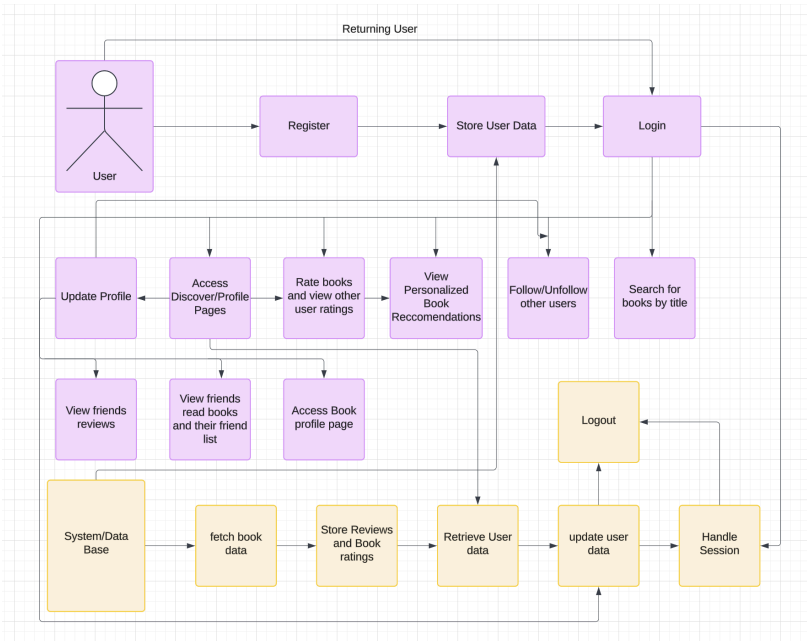 Returning User
User
Register
Store User Data
Login
Update Profile
Access
Discover/Profile
Pages
Rate books
and view other
user ratings
View
Personalized
Book
Reccomendations
Follow/Unfollow
other users
Search for
books by title
View friends
reviews
View friends
read books
and their friend
list
Access Book
profile page
Logout
System/Data
Base
fetch book
data
Store Reviews
and Book
ratings
Retrieve User
data
update user
data
Handle
Session